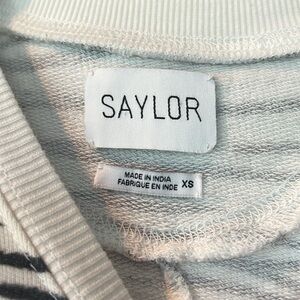 SAYLOR
MADE IN INDIA
FABRIQUE EN INDE XS